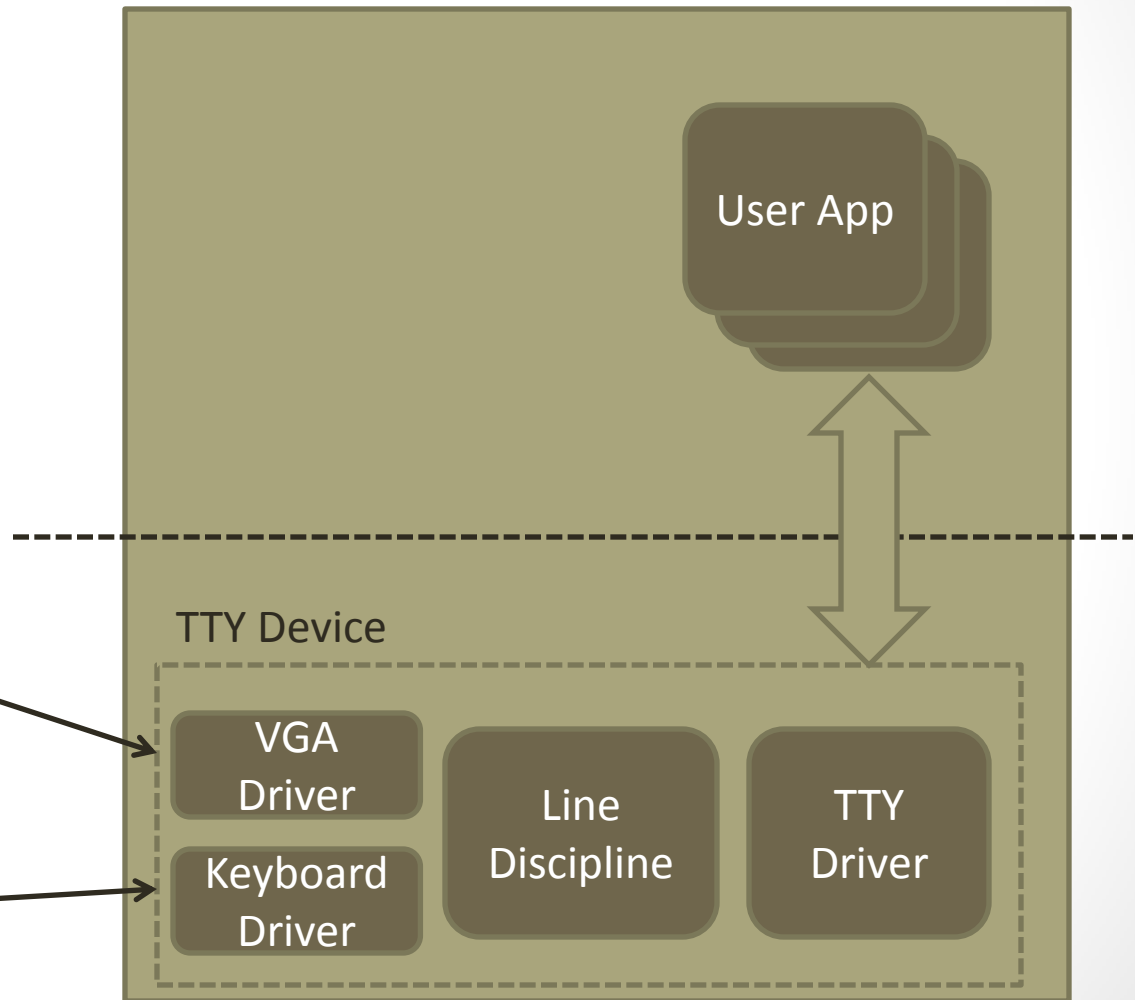 User App
TTY Device
VGA
Driver
Keyboard
Driver
Line
Discipline
TTY
Driver